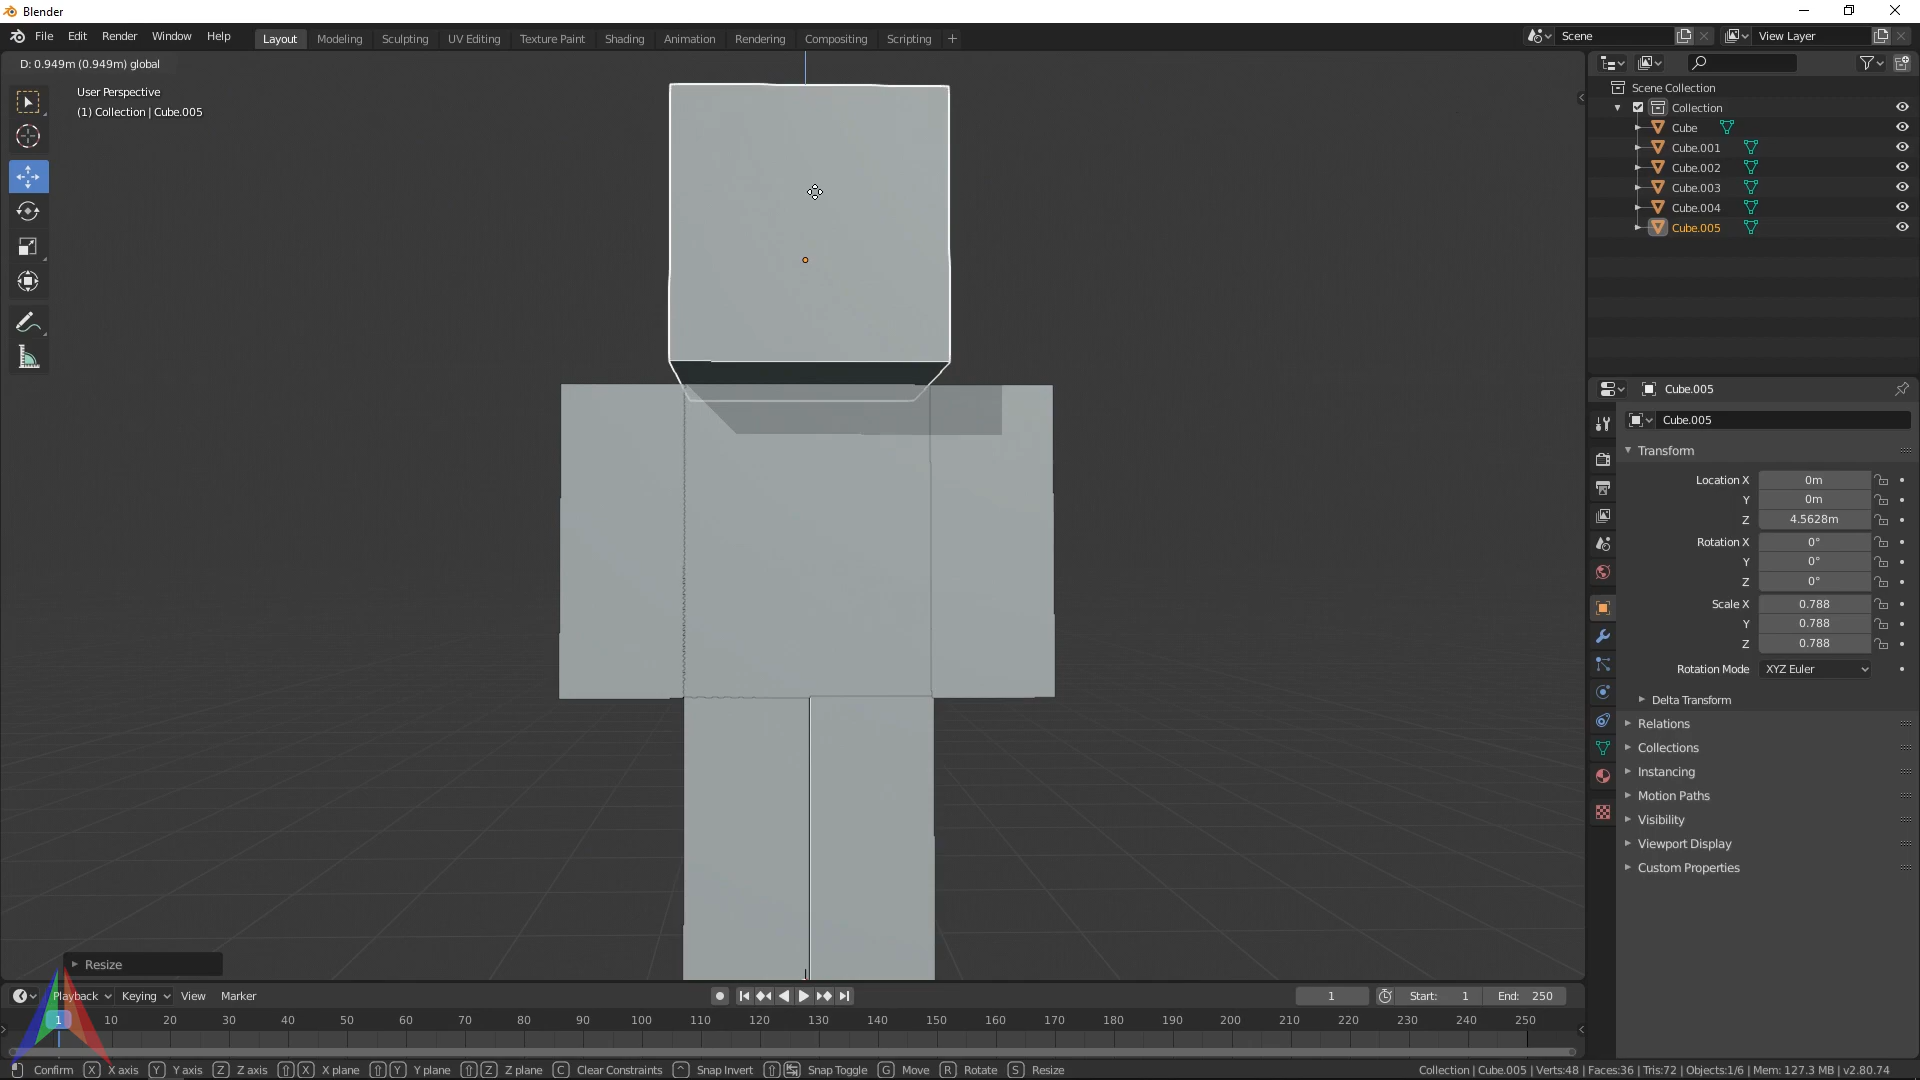 Blender
File Edit Render Window Help
Layout Modeling Sculpting UV Editing Texture Paint Shading Animation Rendering Compositing Scripting +
Scene
View Layer
D: 0.949m (0.949m) global
User Perspective
(1) Collection | Cube.005
Scene Collection
Collection
Cube
Cube.001
Cube.002
Cube.003
Cube.004
Cube.005
Cube.005
Cube.005
Transform
Location X 0m
Y 0m
Z 4.5628m
Rotation X 0°
Y 0°
Z 0°
Scale X 0.788
Y 0.788
Z 0.788
Rotation Mode XYZ Euler
Delta Transform
Relations
Collections
Instancing
Motion Paths
Visibility
Viewport Display
Custom Properties
Resize
Playback Keying View Marker
1 Start: 1 End: 250
1 10 20 30 40 50 60 70 80 90 100 110 120 130 140 150 160 170 180 190 200 210 220 230 240 250
Confirm X X axis Y Y axis Z Z axis X X plane Y Y plane Z Z plane C Clear Constraints ^ Snap Invert Snap Toggle G Move R Rotate S Resize
Collection | Cube.005 | Verts:48 | Faces:36 | Tris:72 | Objects:1/6 | Mem: 127.3 MB | v2.80.74